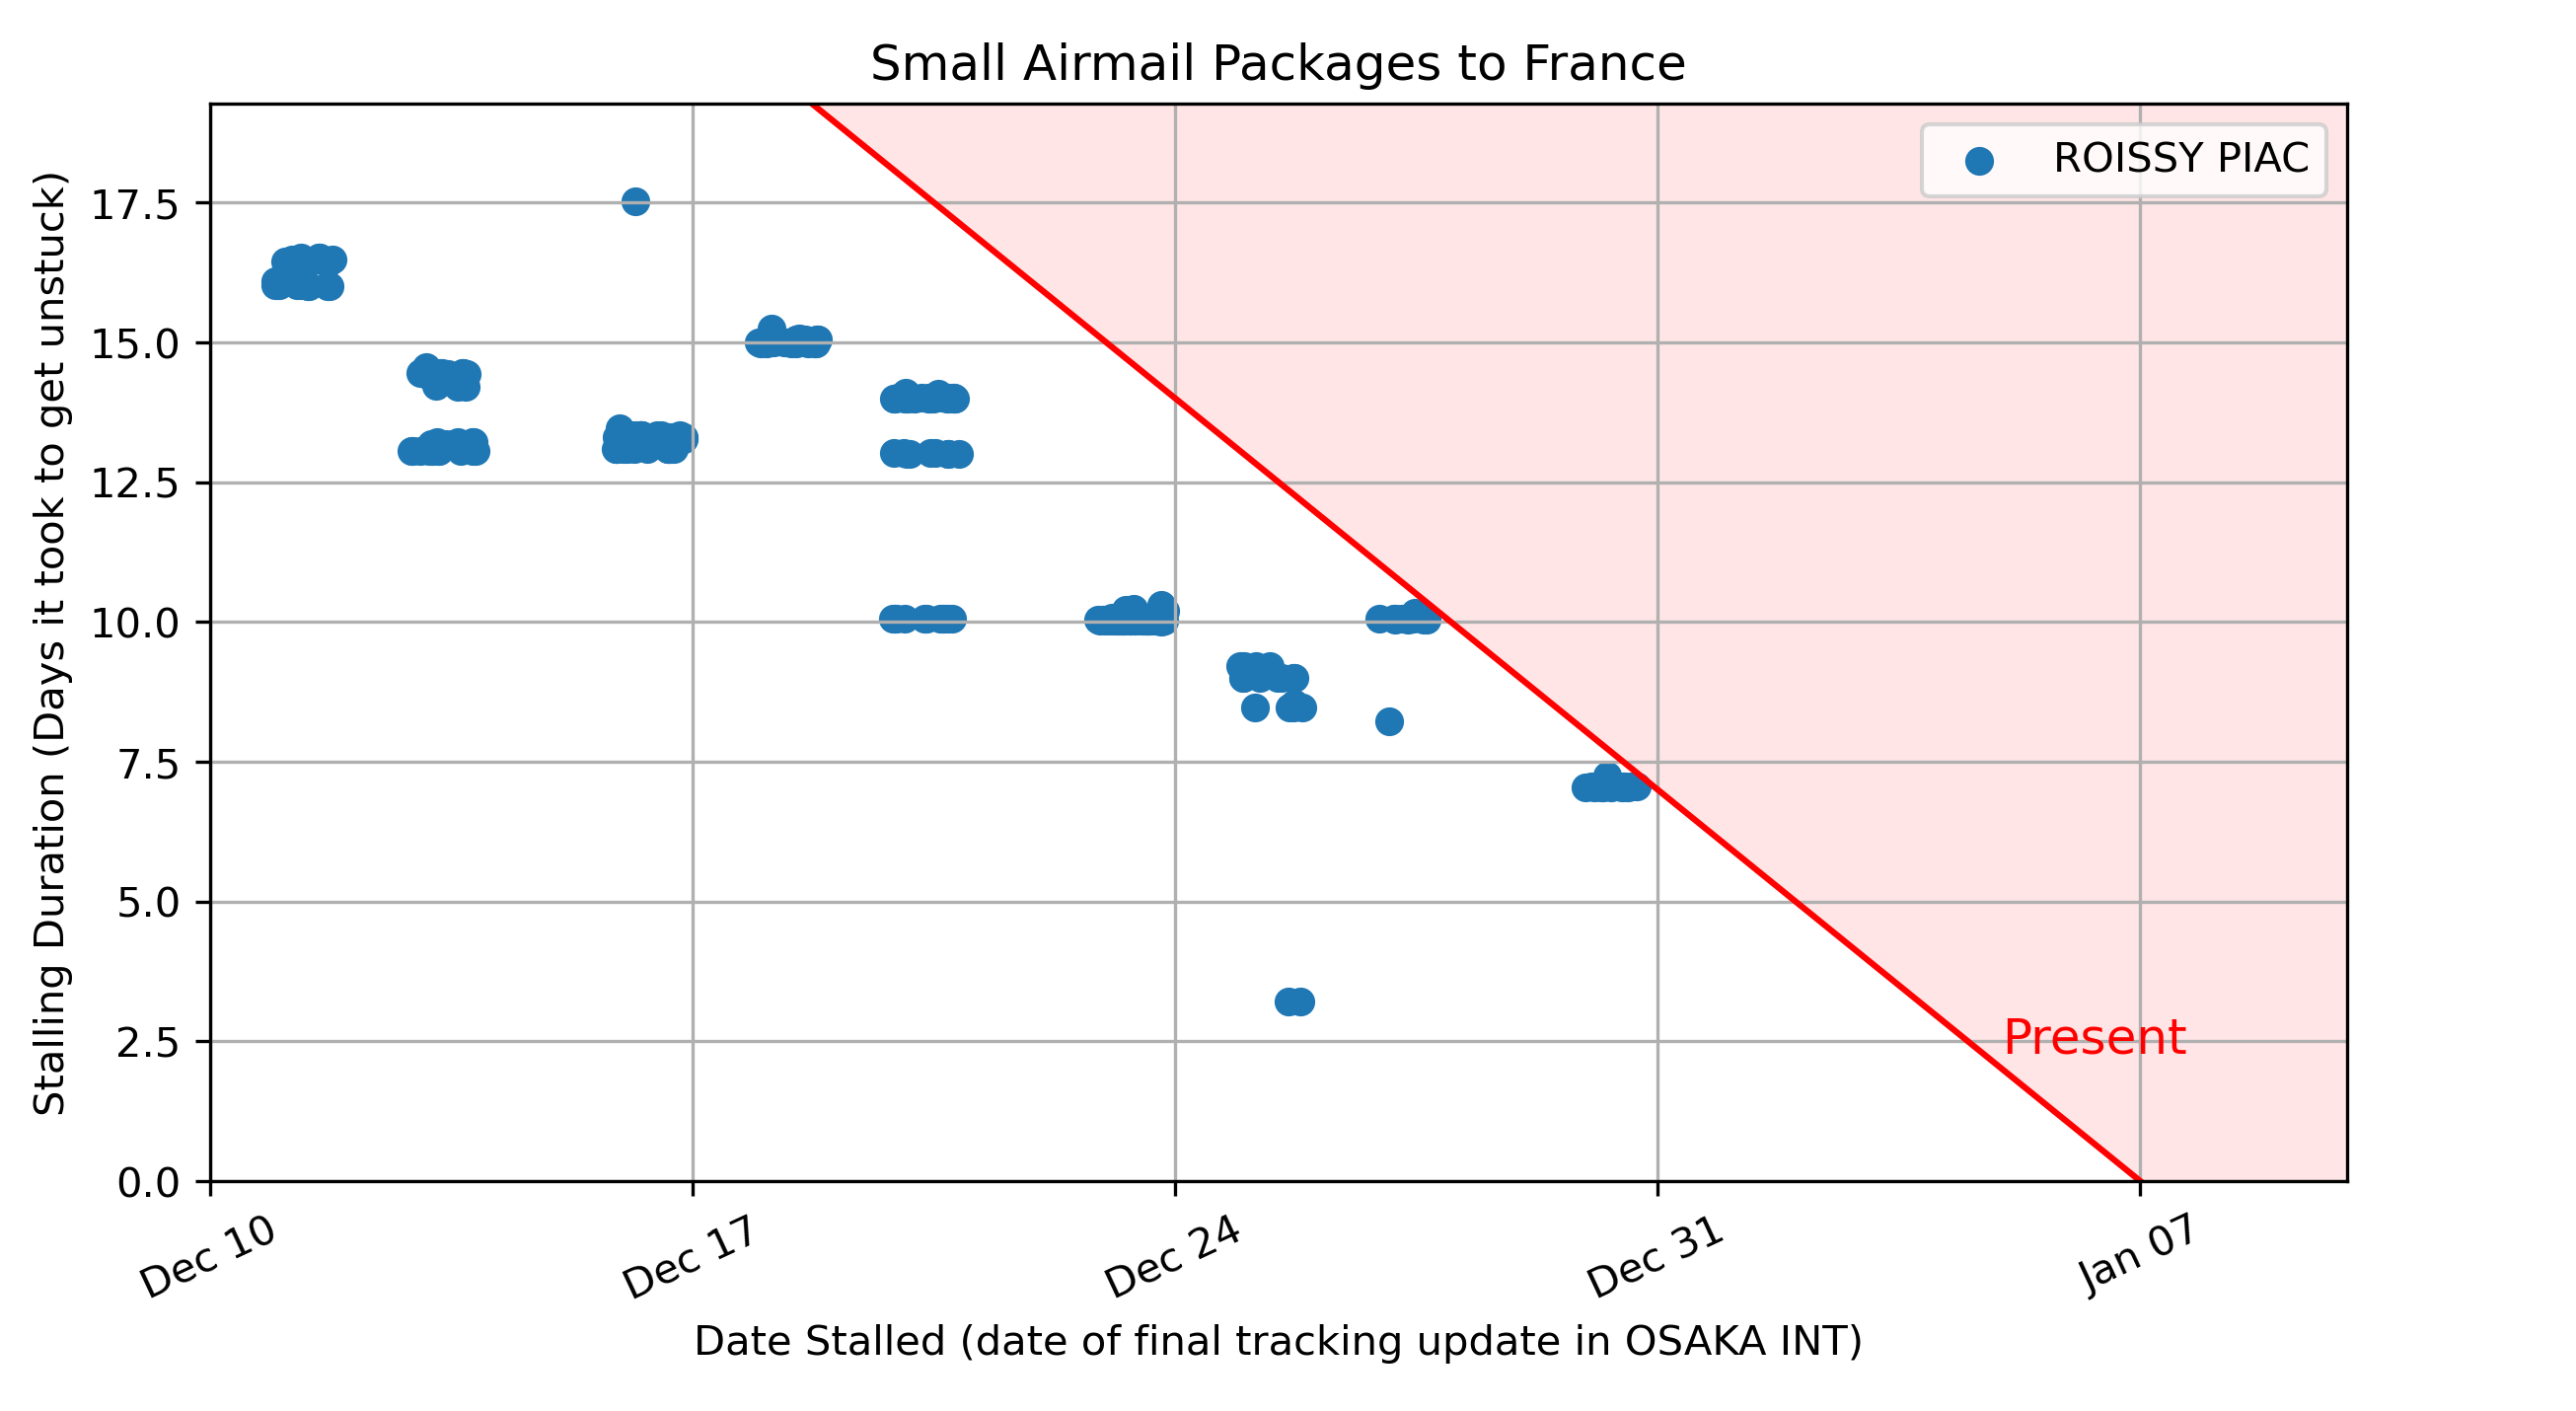 Small Airmail Packages to France
ROISSY PIAC
Stalling Duration (Days it took to get unstuck)
17.5
15.0
12.5
10.0
7.5
5.0
2.5
0.0
Present
Dec 10
Dec 17
Dec 24
Dec 31
Jan 07
Date Stalled (date of final tracking update in OSAKA INT)